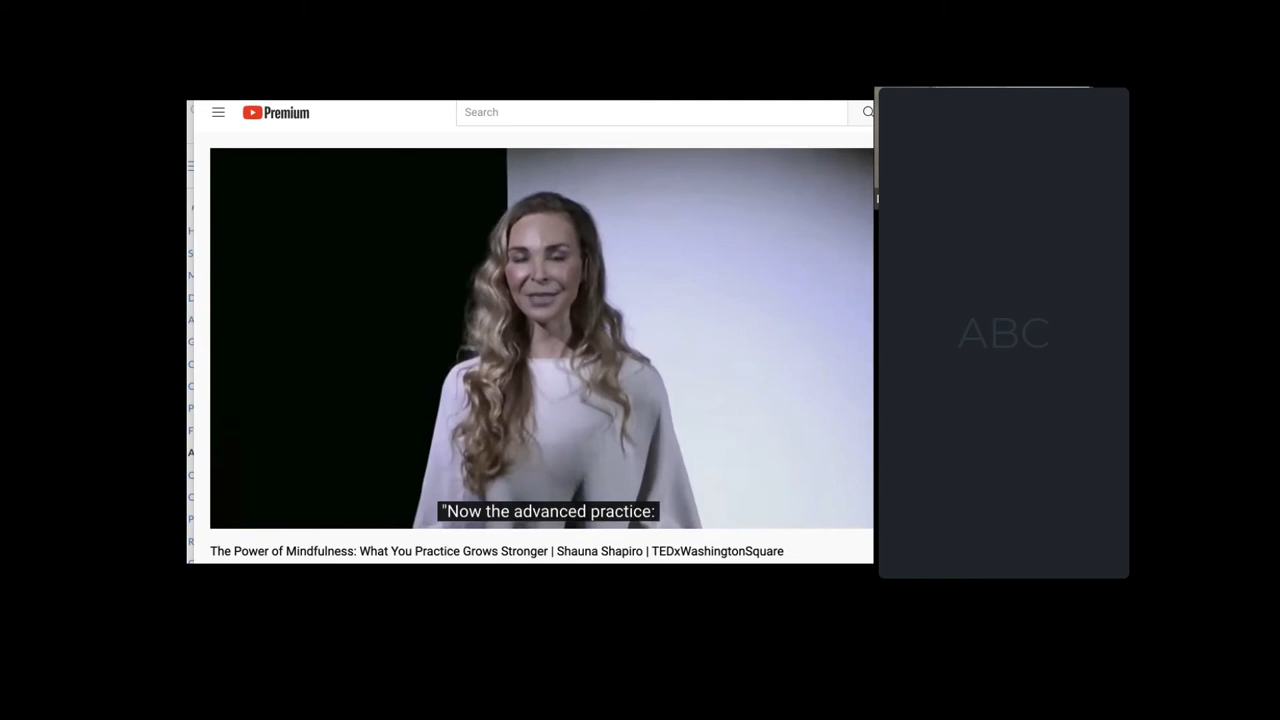 Premium
Search
ABC
"Now the advanced practice:
The Power of Mindfulness: What You Practice Grows Stronger | Shauna Shapiro | TEDxWashingtonSquare